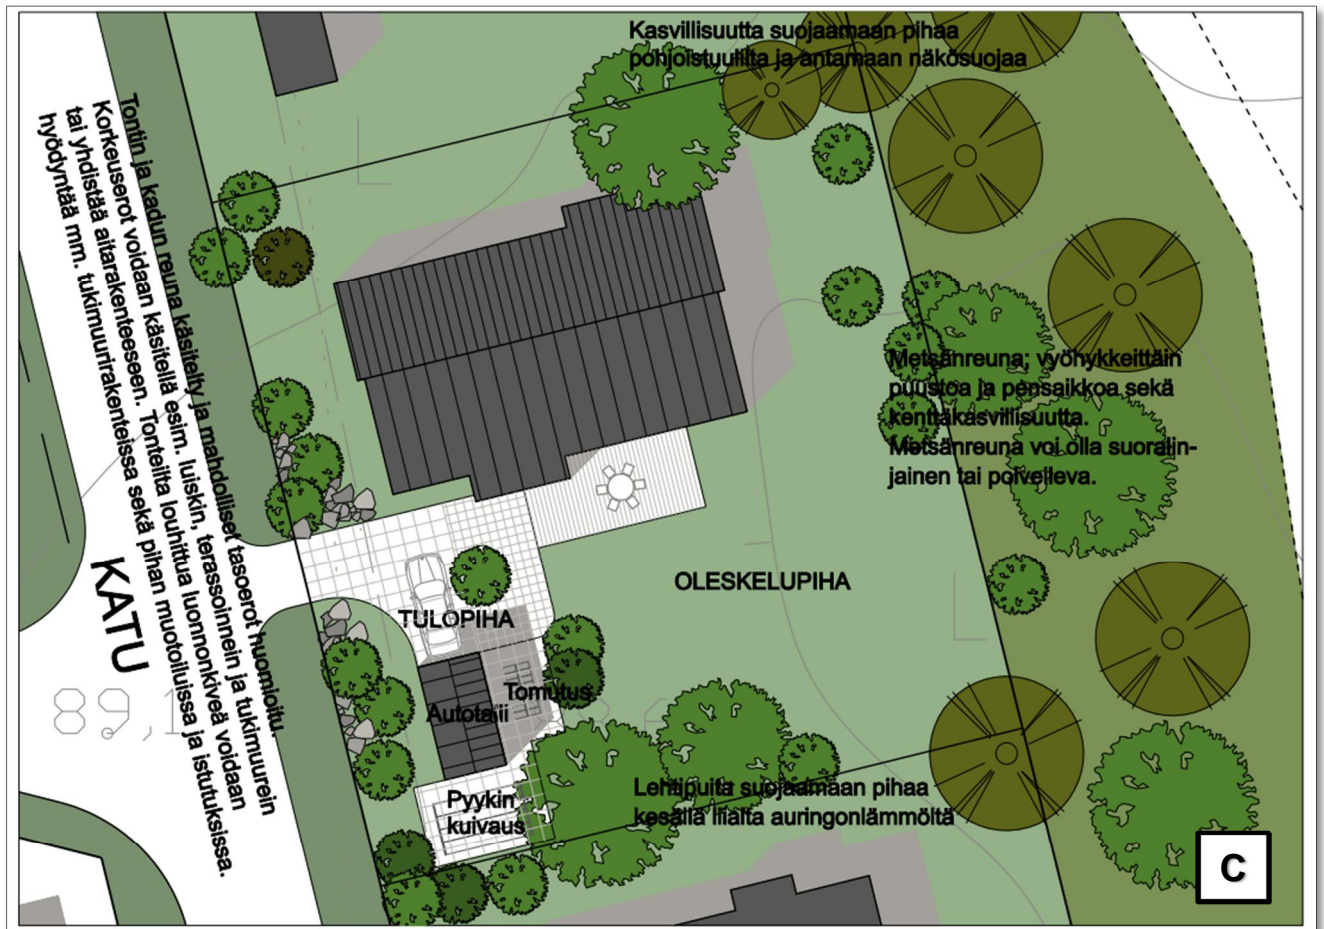 Kasvillisuutta suojaamaan pihaa
pohjoistuulilta ja antamaan näkösuojaa
Tontin ja kadun reuna käsitelty ja mahdolliset tasoerot huomioitu.
Korkeuserot voidaan käsitellä esim. luiskin, terassoinnein ja tukimuurein
tai yhdistää aitarakenteeseen. Tonteilta louhittua luonnonkiveä voidaan
hyödyntää mm. tukimuurirakenteissa sekä pihan muotoiluissa ja istutuksissa.
Metsänreuna; vyöhykkeittäin
puustoa ja pensaikkoa sekä
kenttäkasvillisuutta.
Metsänreuna voi olla suoralin-
jainen tai polveileva.
KATU
OLESKELUPIHA
TULOPIHA
Tomutus
Autotalli
89,1
Pyykin
kuivaus
Lehtipuita suojaamaan pihaa
kesällä liialta auringonlämmöltä
C